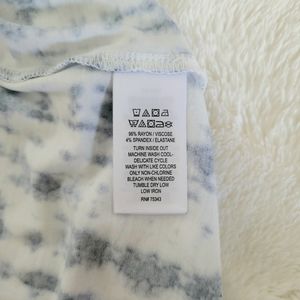 96% RAYON / VISCOSE
4% SPANDEX / ELASTANE
TURN INSIDE OUT
MACHINE WASH COOL-
DELICATE CYCLE
WASH WITH LIKE COLORS
ONLY NON-CHLORINE
BLEACH WHEN NEEDED
TUMBLE DRY LOW
LOW IRON
RN# 75343